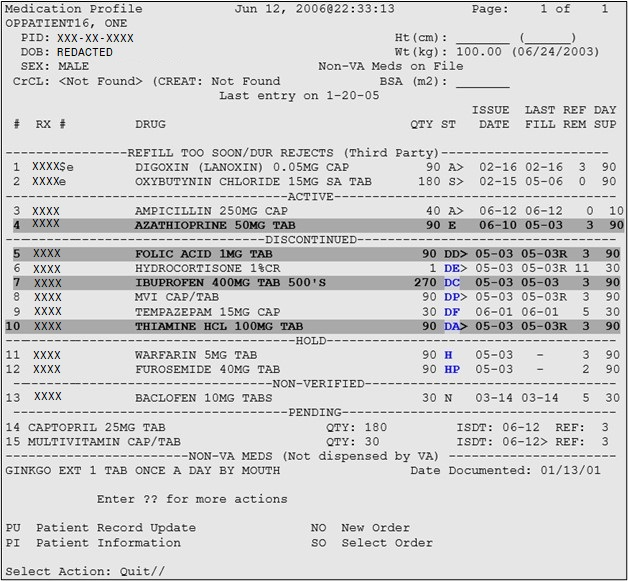 Medication Profile Jun 12, 2006@22:33:13 Page: 1 of 1
OPPATIENT16, ONE
PID: XXX-XX-XXXX Ht(cm): _______ (______)
DOB: REDACTED Wt(kg): 100.00 (06/24/2003)
SEX: MALE Non-VA Meds on File
CrCL: <Not Found> (CREAT: Not Found BSA (m2): _______
Last entry on 1-20-05
ISSUE LAST REF DAY
# RX # DRUG QTY ST DATE FILL REM SUP
-----------------REFILL TOO SOON/DUR REJECTS (Third Party)------------------------
1 XXXX$e DIGOXIN (LANOXIN) 0.05MG CAP 90 A> 02-16 02-16 3 90
2 XXXXe OXYBUTYNIN CHLORIDE 15MG SA TAB 180 S> 02-15 05-06 0 90
-------------------------------------ACTIVE-------------------------------------
3 XXXX AMPICILLIN 250MG CAP 40 A> 06-12 06-12 0 10
4 XXXX AZATHIOPRINE 50MG TAB 90 E 06-10 05-03 3 90
----------------------------------DISCONTINUED----------------------------------
5 XXXX FOLIC ACID 1MG TAB 90 DD> 05-03 05-03R 3 90
6 XXXX HYDROCORTISONE 1%CR 1 DE> 05-03 05-03R 11 30
7 XXXX IBUPROFEN 400MG TAB 500'S 270 DC 05-03 05-03R 3 90
8 XXXX MVI CAP/TAB 90 DP> 05-03 05-03R 3 90
9 XXXX TEMPAZEPAM 15MG CAP 30 DF 06-01 06-01 5 30
10 XXXX THIAMINE HCL 100MG TAB 90 DA> 05-03 05-03R 3 90
--------------------------------------HOLD--------------------------------------
11 XXXX WARFARIN 5MG TAB 90 H 05-03 - 3 90
12 XXXX FUROSEMIDE 40MG TAB 90 HP 05-03 - 2 90
----------------------------------NON-VERIFIED----------------------------------
13 XXXX BACLOFEN 10MG TABS 30 N 03-14 03-14 5 30
-------------------------------------PENDING------------------------------------
14 CAPTOPRIL 25MG TAB QTY: 180 ISDT: 06-12 REF: 3
15 MULTIVITAMIN CAP/TAB QTY: 30 ISDT: 06-12> REF: 3
------------------------NON-VA MEDS (Not dispensed by VA) -----------------------
GINKGO EXT 1 TAB ONCE A DAY BY MOUTH Date Documented: 01/13/01
Enter ?? for more actions
PU Patient Record Update NO New Order
PI Patient Information SO Select Order
Select Action: Quit//